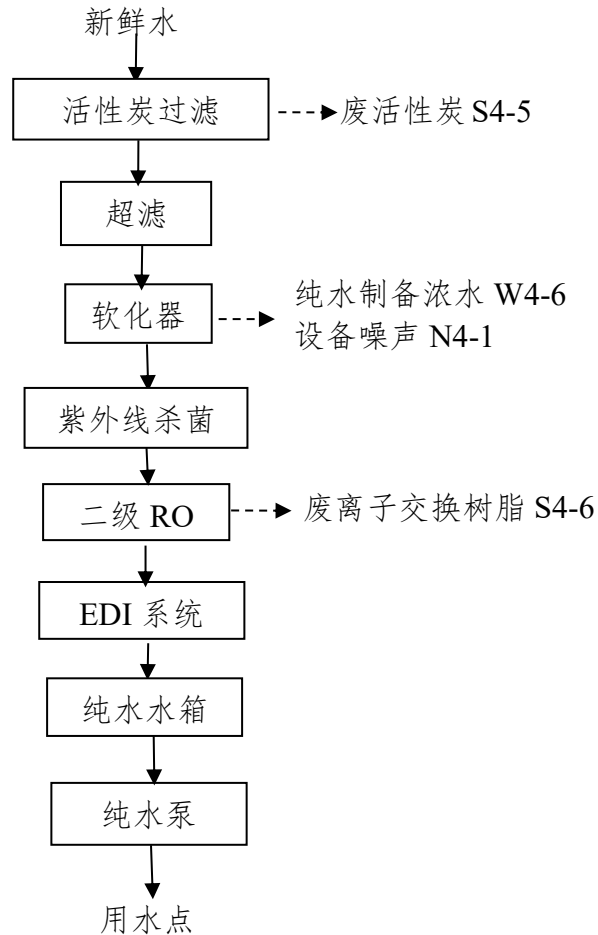 新鲜水
活性炭过滤
废活性炭 S4-5
超滤
软化器
纯水制备浓水 W4-6
设备噪声 N4-1
紫外线杀菌
二级 RO
废离子交换树脂 S4-6
EDI 系统
纯水水箱
纯水泵
用水点